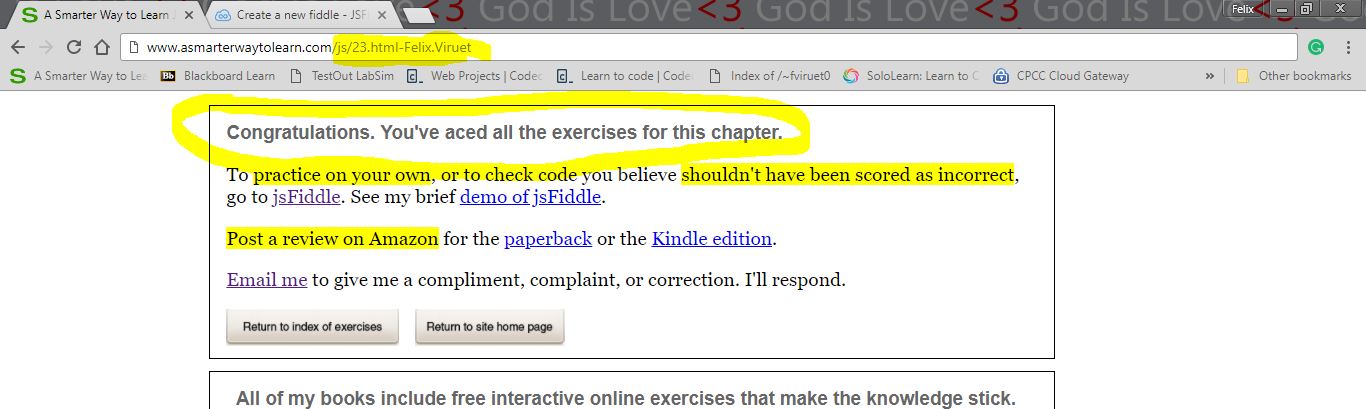 God Is Love<3 God Is Love<3 God Is Love<3
A Smarter Way to Learn J
Create a new fiddle - JSFi
Felix
www.asmarterwaytolearn.com/js/23.html-Felix.Viruet
A Smarter Way to Lea
Bb Blackboard Learn
TestOut LabSim
Web Projects | Codec
Learn to code | Codec
Index of /~fviruet0
SoloLearn: Learn to C
CPCC Cloud Gateway
»
Other bookmarks
Congratulations. You've aced all the exercises for this chapter.
To practice on your own, or to check code you believe shouldn't have been scored as incorrect,
go to jsFiddle. See my brief demo of jsFiddle.
Post a review on Amazon for the paperback or the Kindle edition.
Email me to give me a compliment, complaint, or correction. I'll respond.
Return to index of exercises
Return to site home page
All of my books include free interactive online exercises that make the knowledge stick.